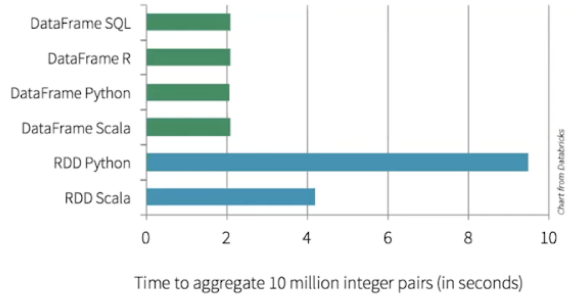 DataFrame SQL
DataFrame R
DataFrame Python
DataFrame Scala
RDD Python
RDD Scala
0 2 4 6 8 10
Time to aggregate 10 million integer pairs (in seconds)
Chart from Databricks